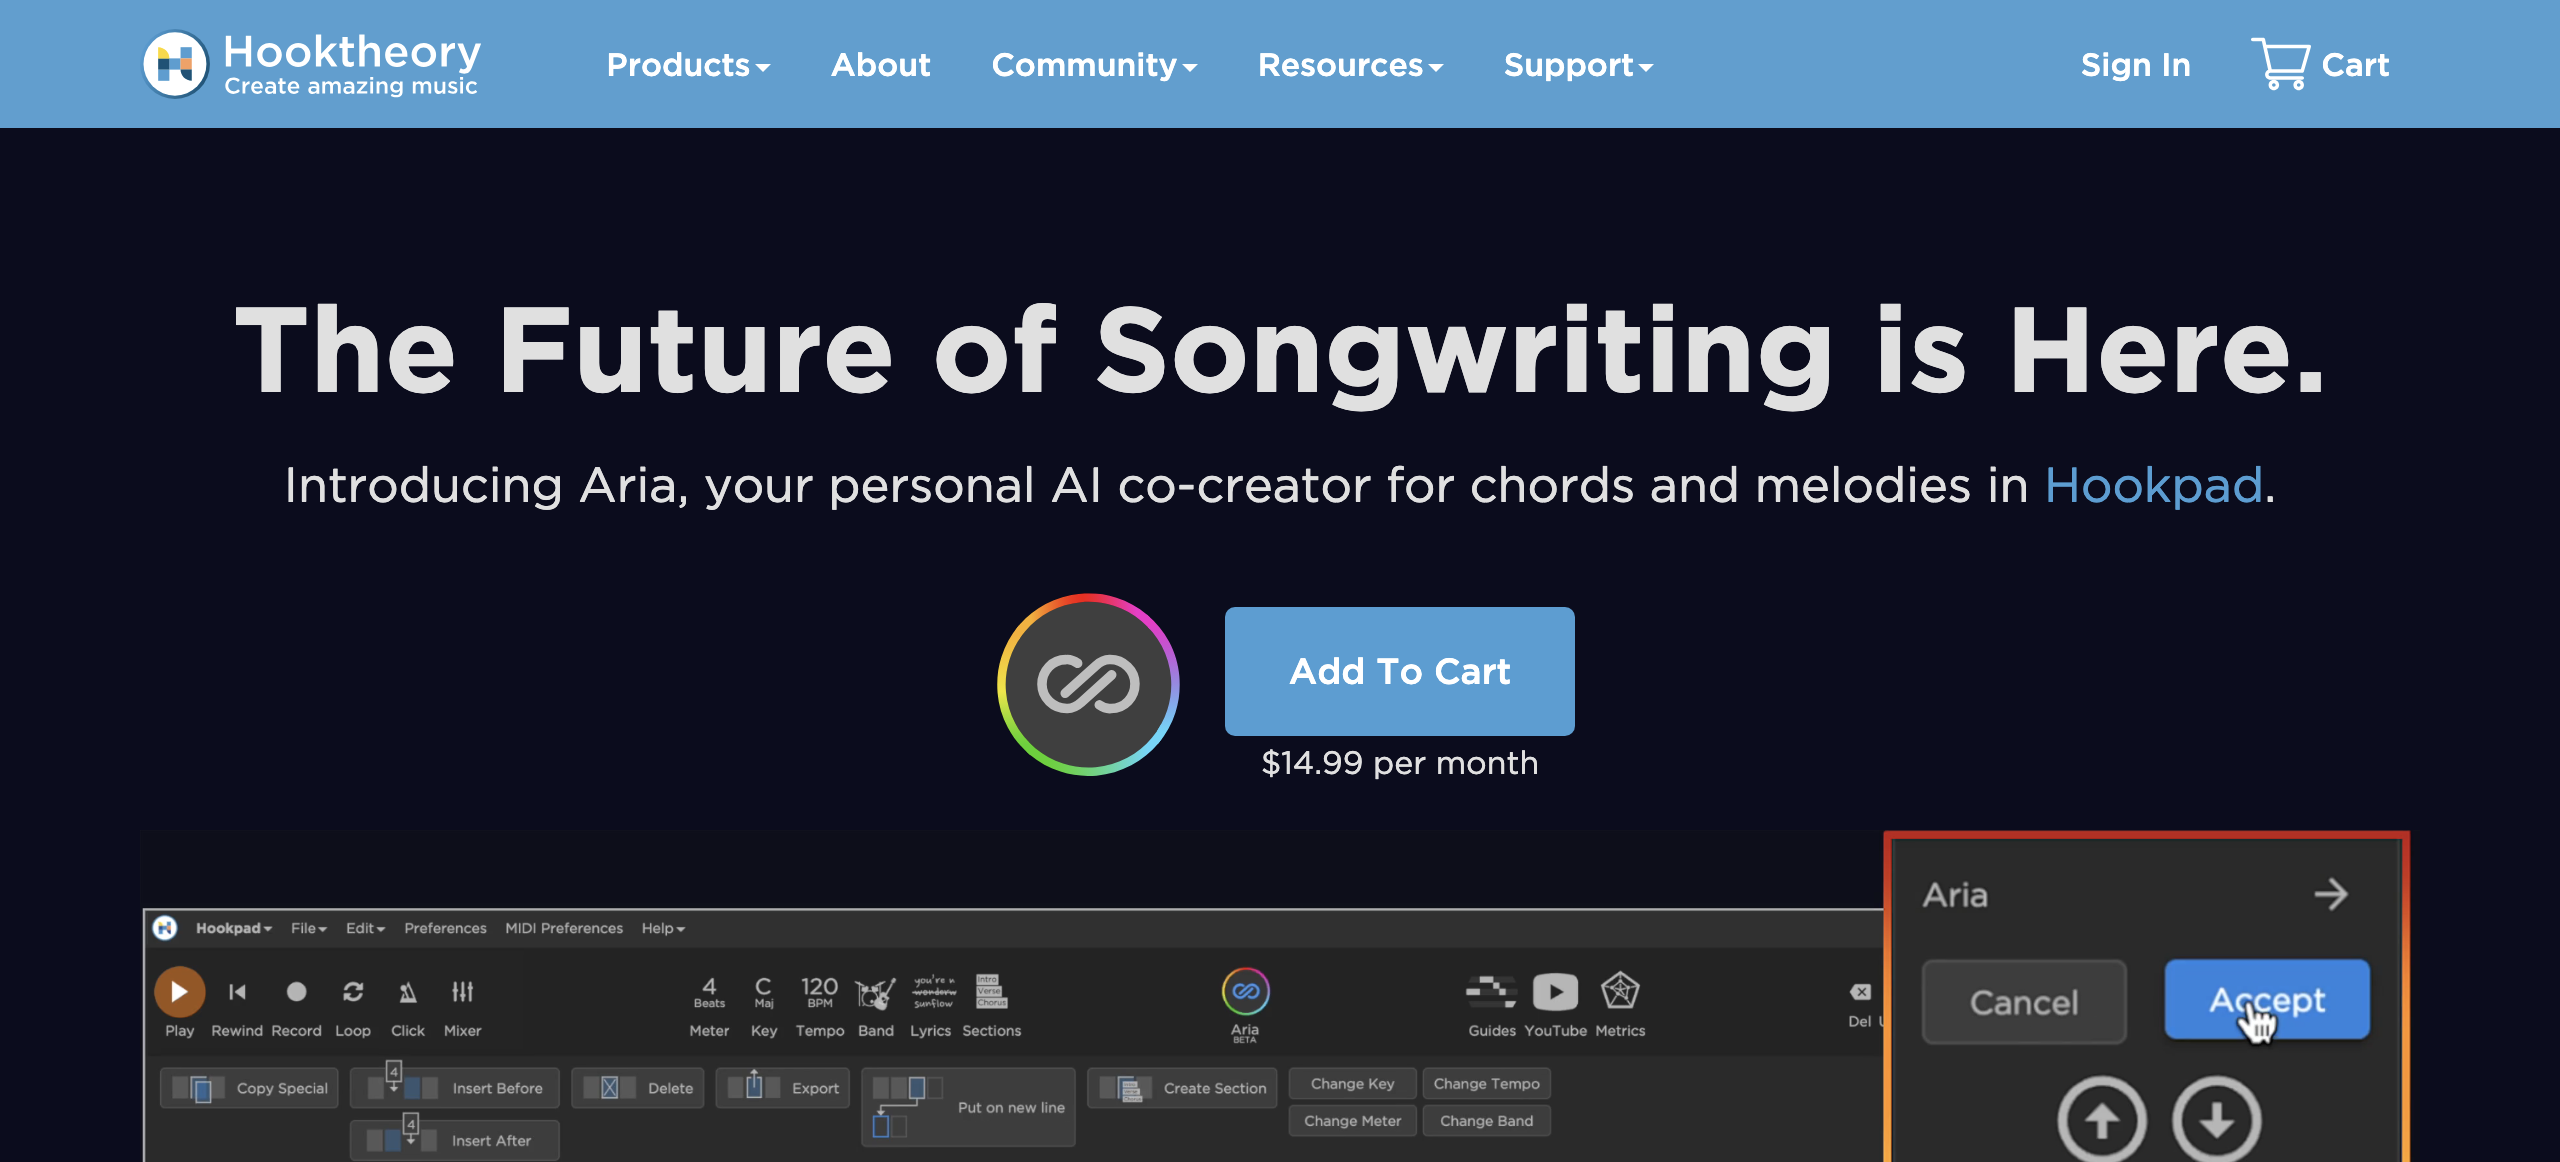 Hooktheory
Create amazing music
Products
About
Community
Resources
Support
Sign In
Cart
The Future of Songwriting is Here.
Introducing Aria, your personal AI co-creator for chords and melodies in Hookpad.
Add To Cart
$14.99 per month
Aria
Cancel
Accept
Hookpad
File
Edit
Preferences
MIDI Preferences
Help
4
Beats
Meter
C
Maj
Key
120
BPM
Tempo
Band
you're a
wonderw
sunflow
Lyrics
Intro
Verse
Chorus
Sections
Play
Rewind
Record
Loop
Click
Mixer
Aria
BETA
Guides
YouTube
Metrics
Del
Copy Special
4
Insert Before
4
Insert After
Delete
Export
Put on new line
Create Section
Change Key
Change Tempo
Change Meter
Change Band